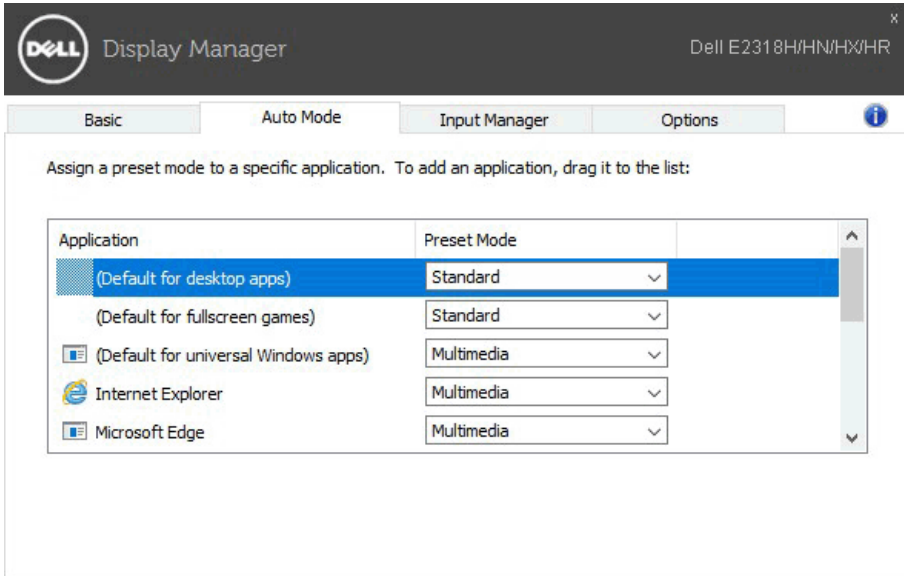 x
DELL Display Manager Dell E2318H/HN/HX/HR
Basic Auto Mode Input Manager Options i
Assign a preset mode to a specific application. To add an application, drag it to the list:
Application Preset Mode
(Default for desktop apps) Standard
(Default for fullscreen games) Standard
(Default for universal Windows apps) Multimedia
Internet Explorer Multimedia
Microsoft Edge Multimedia